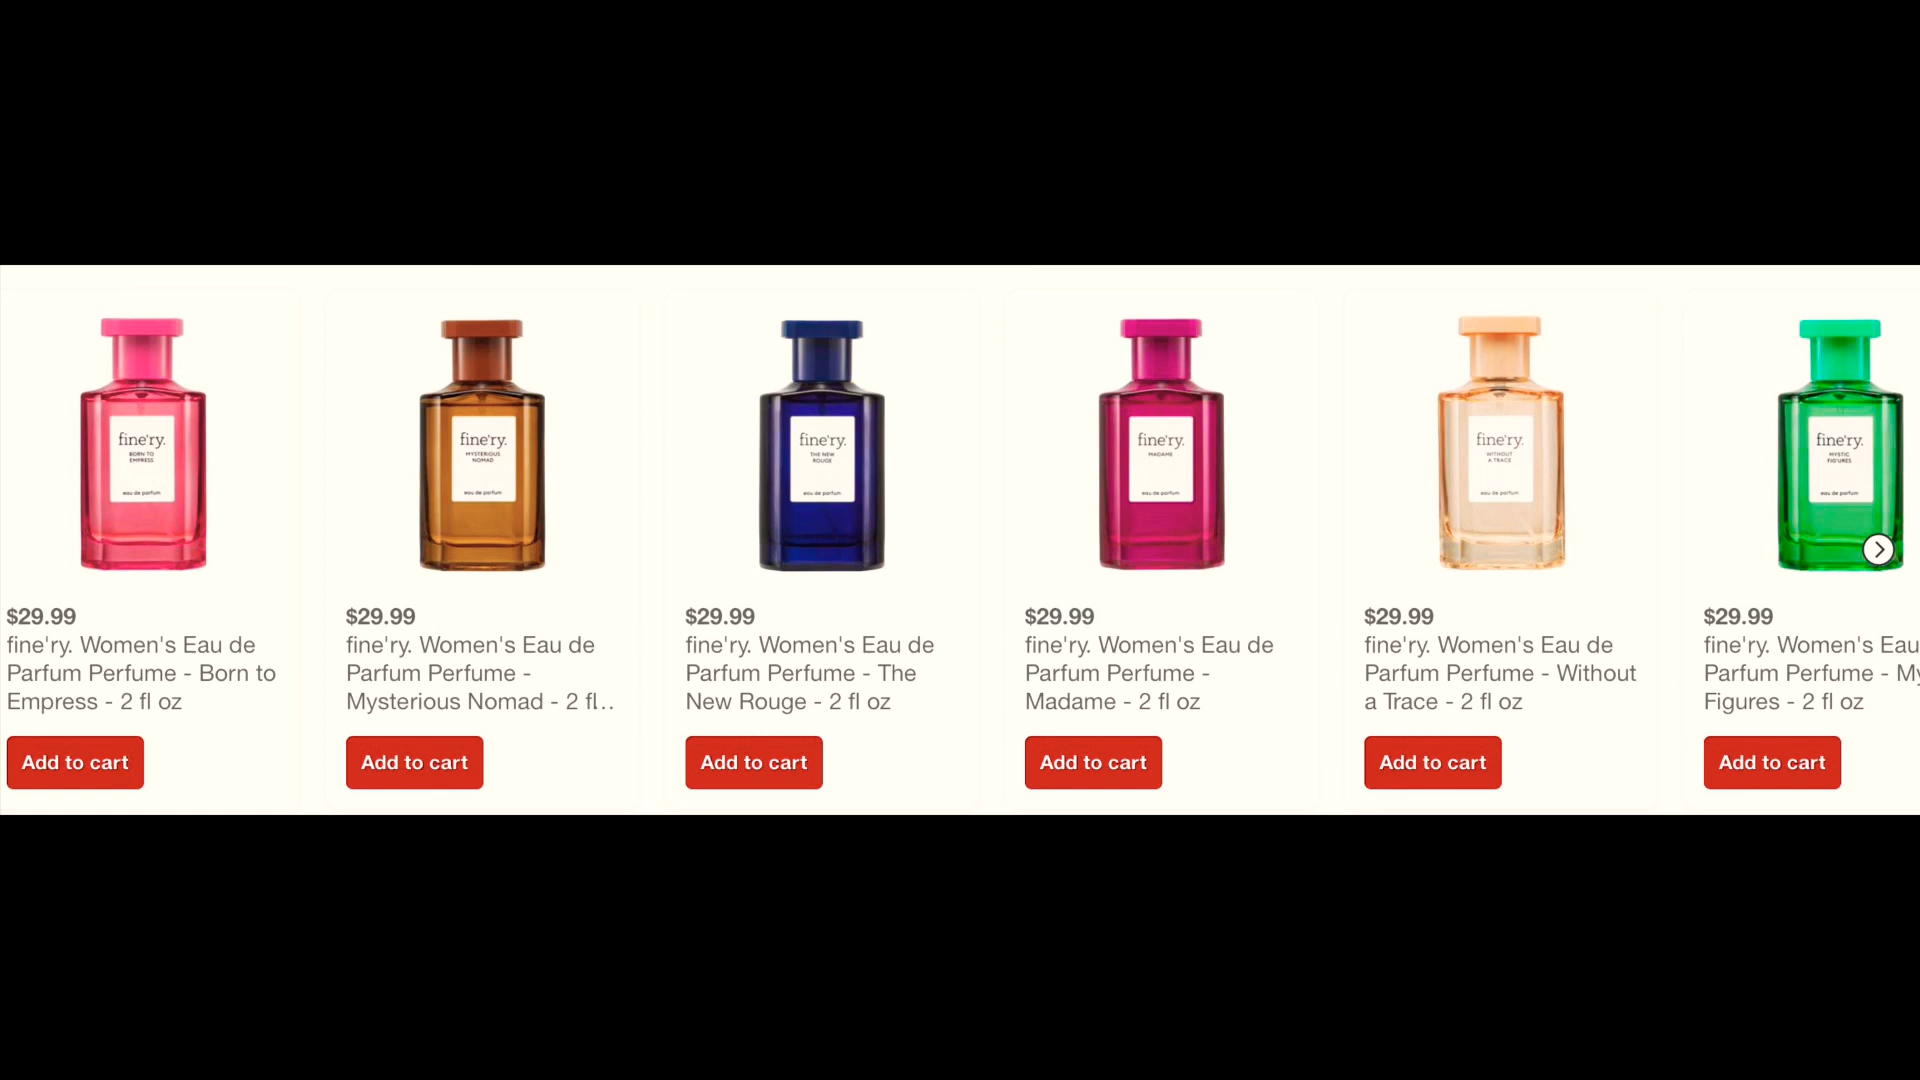 fine'ry.
BORN TO
EMPRESS
eau de parfum
fine'ry.
MYSTERIOUS
NOMAD
eau de parfum
fine'ry.
THE NEW
ROUGE
eau de parfum
fine'ry.
MADAME
eau de parfum
fine'ry.
WITHOUT
A TRACE
eau de parfum
fine'ry.
MYSTIC
FIG'URES
eau de parfum
$29.99
fine'ry. Women's Eau de
Parfum Perfume - Born to
Empress - 2 fl oz
Add to cart
$29.99
fine'ry. Women's Eau de
Parfum Perfume -
Mysterious Nomad - 2 fl...
Add to cart
$29.99
fine'ry. Women's Eau de
Parfum Perfume - The
New Rouge - 2 fl oz
Add to cart
$29.99
fine'ry. Women's Eau de
Parfum Perfume -
Madame - 2 fl oz
Add to cart
$29.99
fine'ry. Women's Eau de
Parfum Perfume - Without
a Trace - 2 fl oz
Add to cart
$29.99
fine'ry. Women's Eau
Parfum Perfume - My
Figures - 2 fl oz
Add to cart